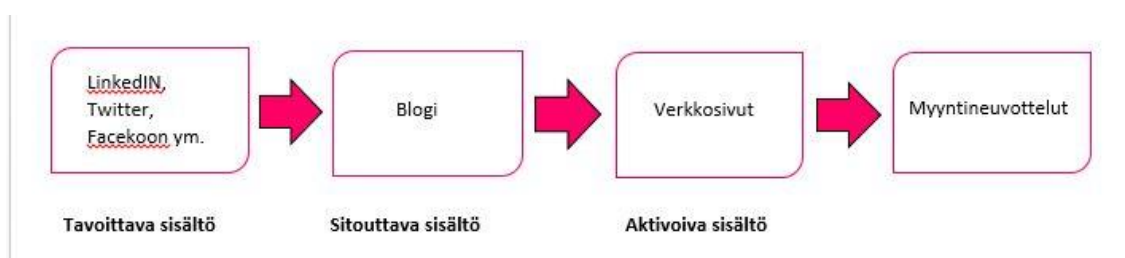 LinkedIN,
Twitter,
Facekoon ym.
Blogi
Verkkosivut
Myyntineuvottelut
Tavoittava sisältö
Sitouttava sisältö
Aktivoiva sisältö